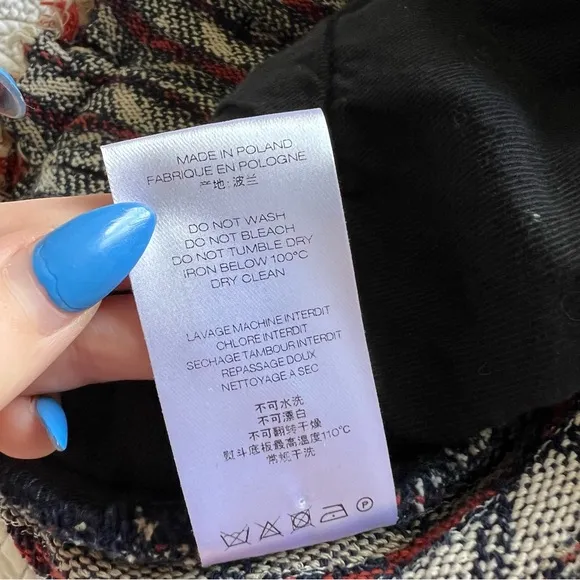 MADE IN POLAND
FABRIQUE EN POLOGNE
产地: 波兰
DO NOT WASH
DO NOT BLEACH
DO NOT TUMBLE DRY
IRON BELOW 100°C
DRY CLEAN
LAVAGE MACHINE INTERDIT
CHLORE INTERDIT
SECHAGE TAMBOUR INTERDIT
REPASSAGE DOUX
NETTOYAGE A SEC
不可水洗
不可漂白
不可翻转干燥
熨斗底板最高温度110°C
常规干洗
P